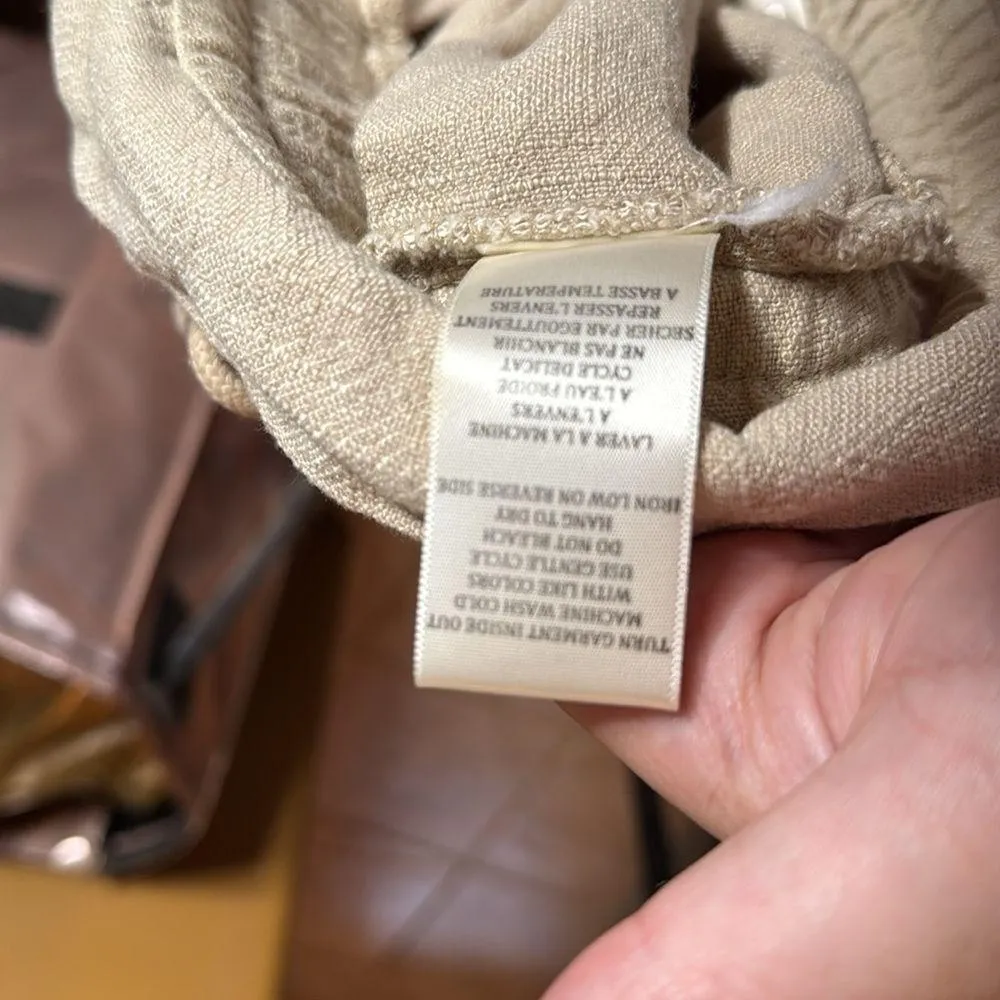 TURN GARMENT INSIDE OUT
MACHINE WASH COLD
WITH LIKE COLORS
USE GENTLE CYCLE
DO NOT BLEACH
HANG TO DRY
IRON LOW ON REVERSE SIDE
LAVER A LA MACHINE
A L'ENVERS
A L'EAU FROIDE
CYCLE DELICAT
NE PAS BLANCHIR
SECHER PAR EGOUTTEMENT
REPASSER L'ENVERS
A BASSE TEMPERATURE